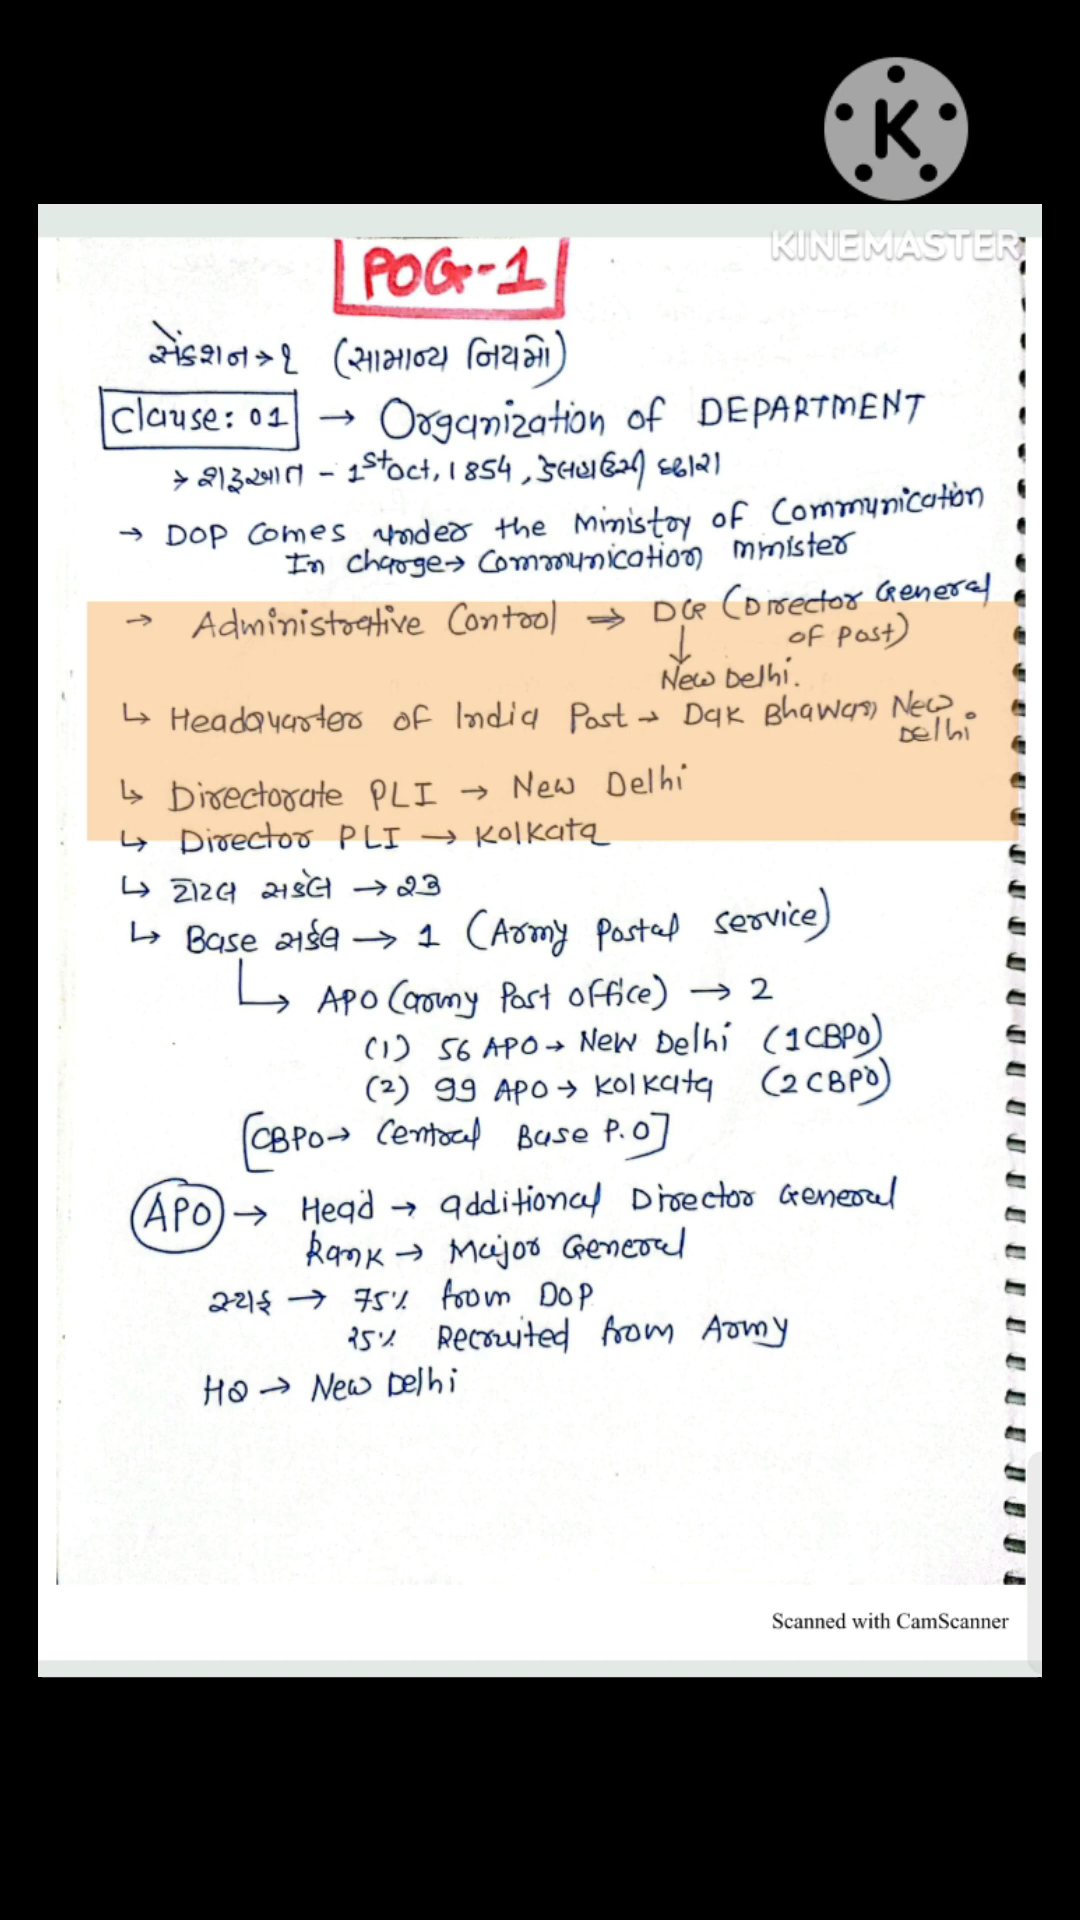 K
KINEMASTER
POG-1
સેકશન → ૧ (સામાન્ય નિયમો)
Clause: 01 → Organization of DEPARTMENT
→ શરૂઆત - 1st Oct, 1854, ડલહાઉસી દ્વારા
→ DOP Comes under the Ministry of Communication
In charge → Communication minister
→ Administrative Control ⇒ DG (Director General
of Post)
↓
New Delhi.
↳ Headquarter of India Post → Dak Bhawan New
Delhi
↳ Directorate PLI → New Delhi
↳ Director PLI → Kolkata
↳ ટોટલ સર્કલ → 23
↳ Base સર્કલ → 1 (Army Postal service)
↳ APO (army Post office) → 2
(1) 56 APO → New Delhi (1CBPO)
(2) 99 APO → Kolkata (2CBPO)
[CBPO → Central Base P.O]
APO → Head → additional Director General
Rank → Major General
સ્ટાફ → 75% from DOP
25% Recruited from Army
HQ → New Delhi
Scanned with CamScanner